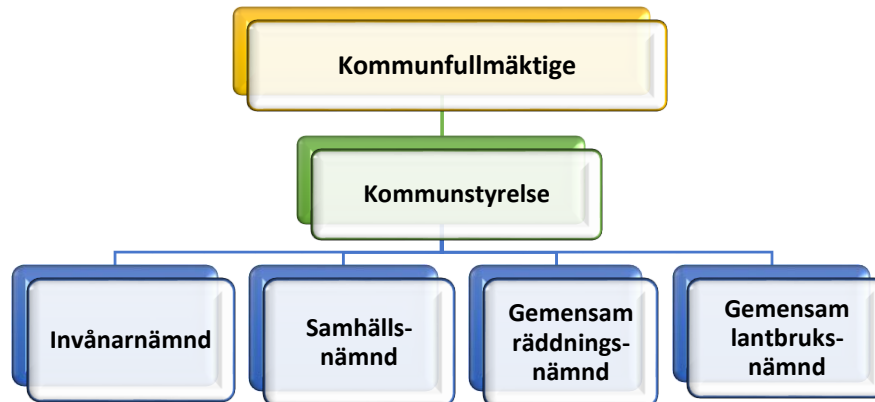 Kommunfullmäktige
Kommunstyrelse
Invånarnämnd
Samhälls-
nämnd
Gemensam
räddnings-
nämnd
Gemensam
lantbruks-
nämnd